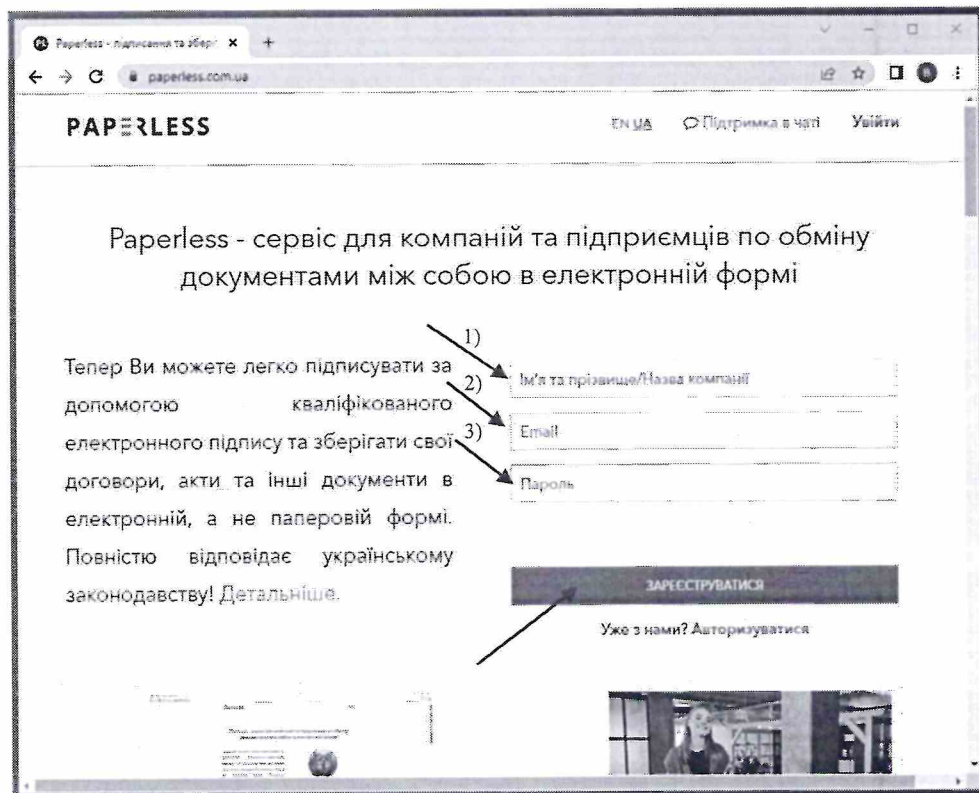 Paperless - підписання та збері
paperless.com.ua
PAPERLESS
EN UA Підтримка в чаті Увійти
Paperless - сервіс для компаній та підприємців по обміну
документами між собою в електронній формі
1)
Тепер Ви можете легко підписувати за
допомогою кваліфікованого
електронного підпису та зберігати свої
договори, акти та інші документи в
електронній, а не паперовій формі.
Повністю відповідає українському
законодавству! Детальніше.
Ім'я та прізвище/Назва компанії
2)
Email
3)
Пароль
ЗАРЕЄСТРУВАТИСЯ
Уже з нами? Авторизуватися